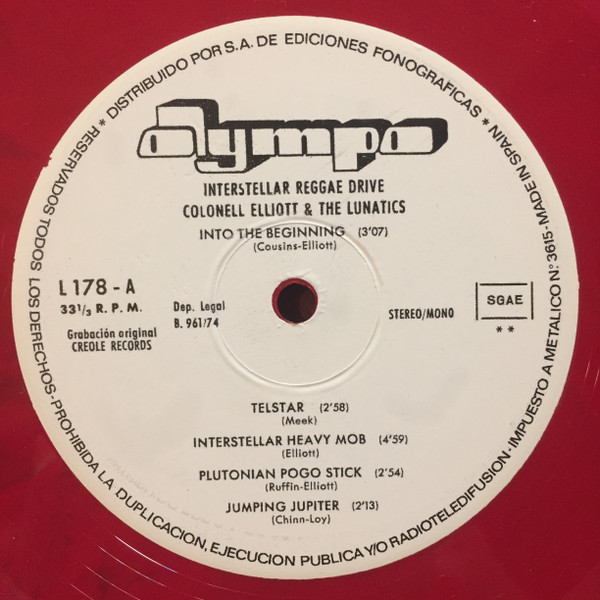 * DISTRIBUIDO POR S.A. DE EDICIONES FONOGRAFICAS * MADE IN SPAIN - IMPUESTO A METALICO N.° 3615 -
RESERVADOS TODOS LOS DERECHOS - PROHIBIDA LA DUPLICACION, EJECUCION PUBLICA Y/O RADIOTELEDIFUSION -
olympo
INTERSTELLAR REGGAE DRIVE
COLONELL ELLIOTT & THE LUNATICS
INTO THE BEGINNING (3'07)
(Cousins-Elliott)
L 178 - A
33 1/3 R. P. M.
Grabación original
CREOLE RECORDS
Dep. Legal
B. 961/74
STEREO/MONO
SGAE
* *
TELSTAR (2'58)
(Meek)
INTERSTELLAR HEAVY MOB (4'59)
(Elliott)
PLUTONIAN POGO STICK (2'54)
(Ruffin-Elliott)
JUMPING JUPITER (2'13)
(Chinn-Loy)